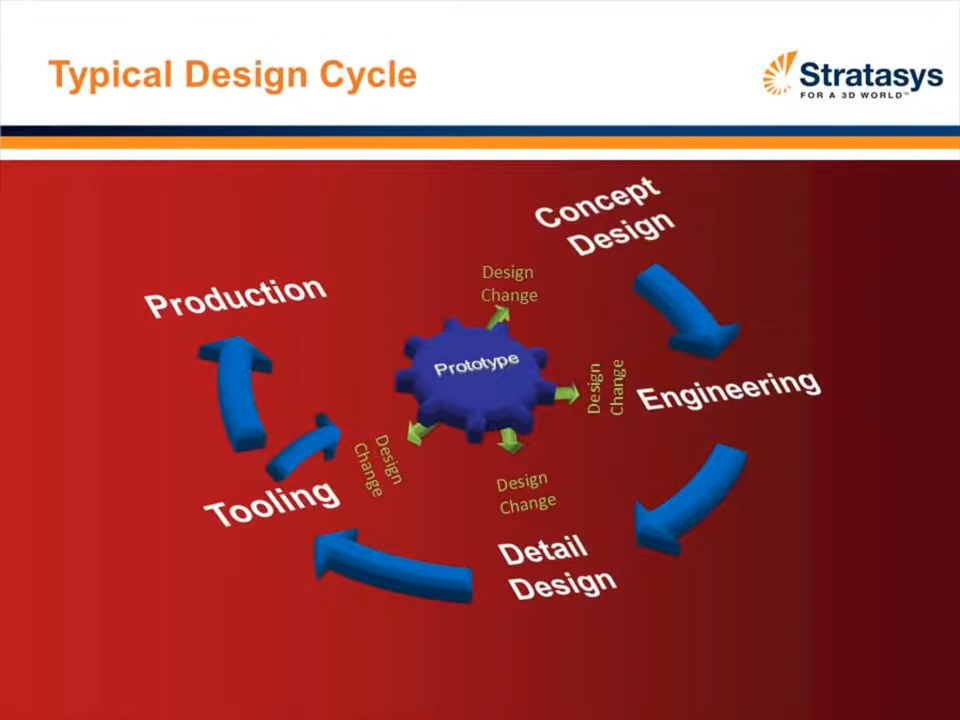 Typical Design Cycle
Stratasys
FOR A 3D WORLD™
Concept
Design
Production
Design
Change
Prototype
Design
Change
Engineering
Design
Change
Tooling
Design
Change
Detail
Design